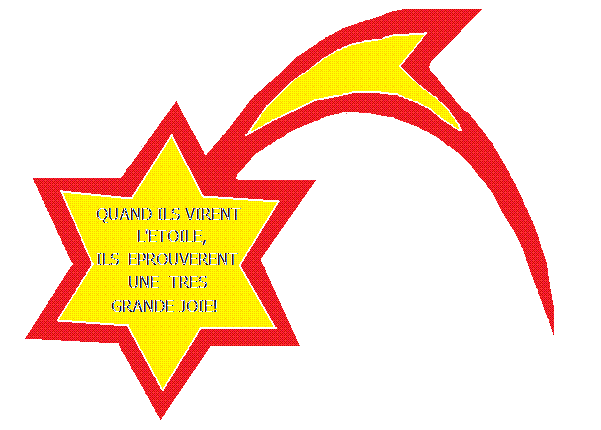 QUAND ILS VIRENT
L'ETOILE,
ILS EPROUVERENT
UNE TRES
GRANDE JOIE!